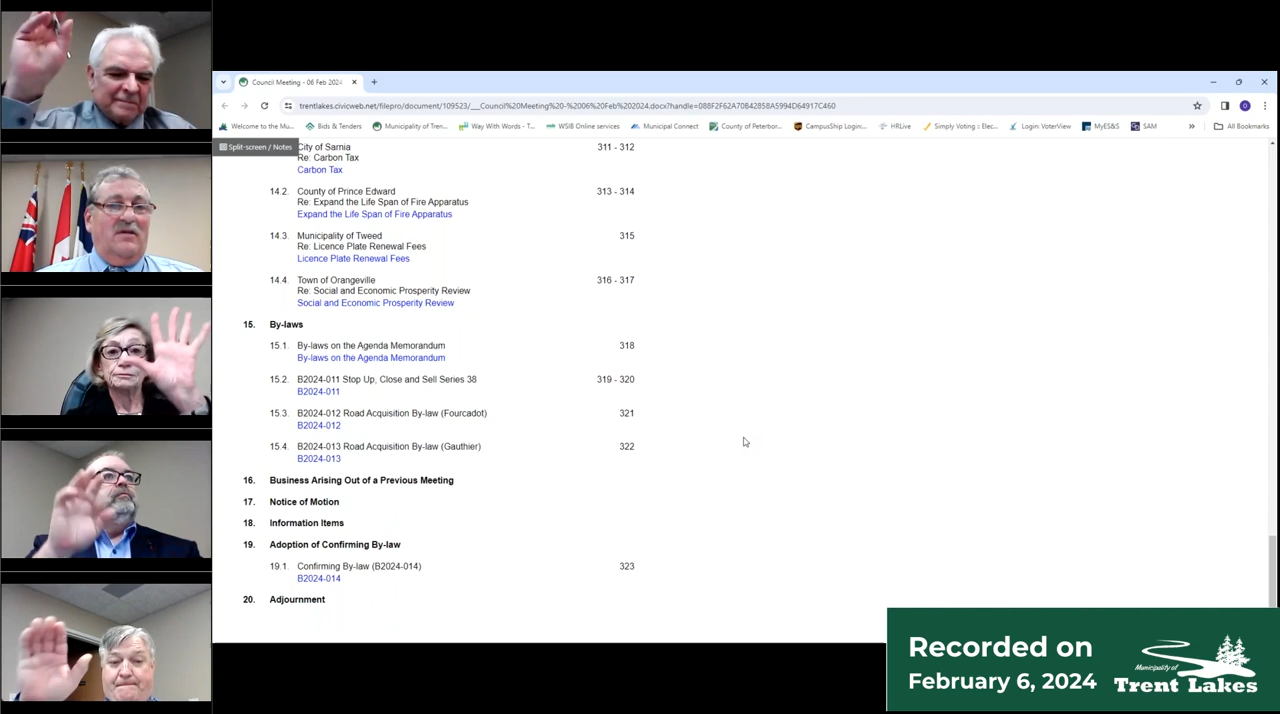 Council Meeting - 06 Feb 2024
trentlakes.civicweb.net/filepro/document/109523/__Council%20Meeting%20-%2006%20Feb%202024.docx?handle=088F2F62A70B42858A5994D64917C460
Welcome to the Mu... Bids & Tenders Municipality of Tren... Way With Words - T... WSIB Online services Municipal Connect County of Peterbor... CampusShip Login:... HRLive Simply Voting :: Elec... Login: VoterView MyES&S SAM » All Bookmarks
Split-screen / Notes
City of Sarnia 311 - 312
Re: Carbon Tax
Carbon Tax
14.2. County of Prince Edward 313 - 314
Re: Expand the Life Span of Fire Apparatus
Expand the Life Span of Fire Apparatus
14.3. Municipality of Tweed 315
Re: Licence Plate Renewal Fees
Licence Plate Renewal Fees
14.4. Town of Orangeville 316 - 317
Re: Social and Economic Prosperity Review
Social and Economic Prosperity Review
15. By-laws
15.1. By-laws on the Agenda Memorandum 318
By-laws on the Agenda Memorandum
15.2. B2024-011 Stop Up, Close and Sell Series 38 319 - 320
B2024-011
15.3. B2024-012 Road Acquisition By-law (Fourcadot) 321
B2024-012
15.4. B2024-013 Road Acquisition By-law (Gauthier) 322
B2024-013
16. Business Arising Out of a Previous Meeting
17. Notice of Motion
18. Information Items
19. Adoption of Confirming By-law
19.1. Confirming By-law (B2024-014) 323
B2024-014
20. Adjournment
Recorded on
February 6, 2024
Municipality of
Trent Lakes